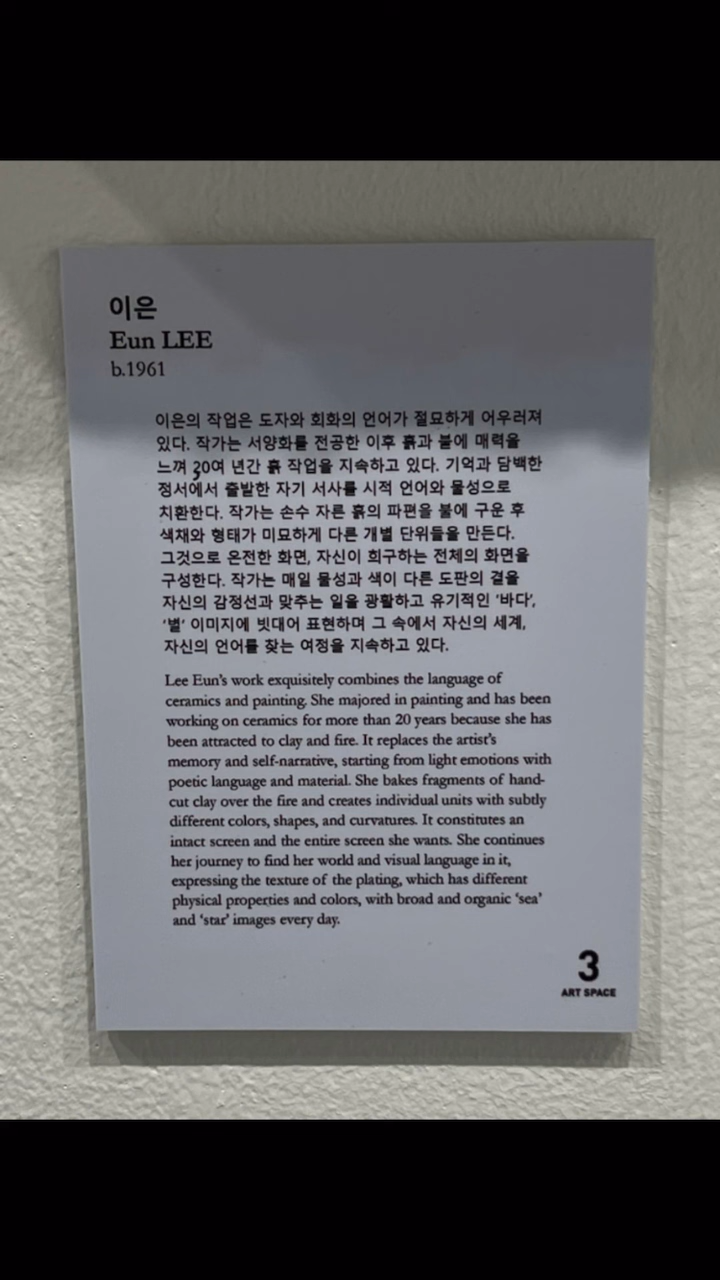 이은
Eun LEE
b.1961
이은의 작업은 도자와 회화의 언어가 절묘하게 어우러져
있다. 작가는 서양화를 전공한 이후 흙과 불에 매력을
느껴 30여 년간 흙 작업을 지속하고 있다. 기억과 담백한
정서에서 출발한 자기 서사를 시적 언어와 물성으로
치환한다. 작가는 손수 자른 흙의 파편을 불에 구운 후
색채와 형태가 미묘하게 다른 개별 단위들을 만든다.
그것으로 온전한 화면, 자신이 희구하는 전체의 화면을
구성한다. 작가는 매일 물성과 색이 다른 도판의 결을
자신의 감정선과 맞추는 일을 광활하고 유기적인 ‘바다’,
‘별’ 이미지에 빗대어 표현하며 그 속에서 자신의 세계,
자신의 언어를 찾는 여정을 지속하고 있다.
Lee Eun’s work exquisitely combines the language of
ceramics and painting. She majored in painting and has been
working on ceramics for more than 20 years because she has
been attracted to clay and fire. It replaces the artist’s
memory and self-narrative, starting from light emotions with
poetic language and material. She bakes fragments of hand-
cut clay over the fire and creates individual units with subtly
different colors, shapes, and curvatures. It constitutes an
intact screen and the entire screen she wants. She continues
her journey to find her world and visual language in it,
expressing the texture of the plating, which has different
physical properties and colors, with broad and organic ‘sea’
and ‘star’ images every day.
3
ART SPACE